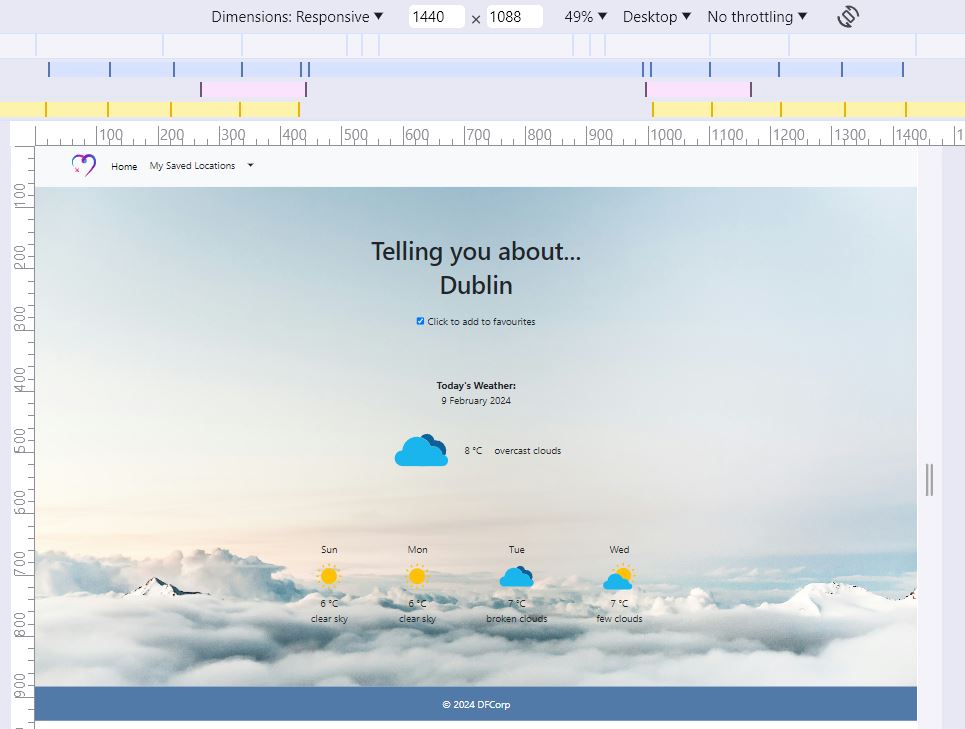 Dimensions: Responsive ▼ 1440 × 1088 49% ▼ Desktop ▼ No throttling ▼
100 200 300 400 500 600 700 800 900 1000 1100 1200 1300 1400 1
Home My Saved Locations
100
200
300
400
500
600
700
800
900
Telling you about...
Dublin
Click to add to favourites
Today's Weather:
9 February 2024
8 °C overcast clouds
Sun Mon Tue Wed
6 °C 6 °C 7 °C 7 °C
clear sky clear sky broken clouds few clouds
© 2024 DFCorp